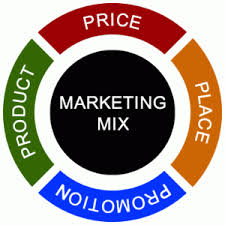 PRICE
PRODUCT
MARKETING
MIX
PLACE
PROMOTION